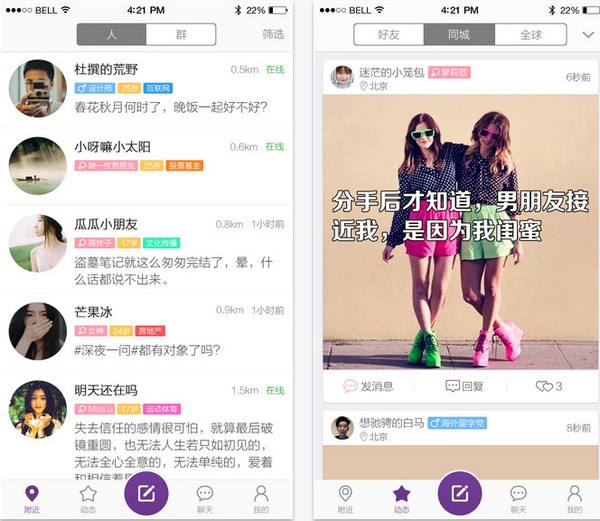 BELL 4:21 PM 22%
人 群 筛选
杜撰的荒野 0.5km 在线
设计师 25岁 互联网
春花秋月何时了，晚饭一起好不好？
小呀嘛小太阳 0.6km 在线
缺一枚男朋友 25岁 股票基金
瓜瓜小朋友 0.8km 1小时前
萌妹子 17岁 文化传播
盗墓笔记就这么匆匆完结了，晕，什
么话都说不出来。
芒果冰 0.9km 1小时前
女神 24岁 房地产
#深夜一问#都有对象了吗？
明天还在吗 1.5km 在线
Miss.u 17岁 运动体育
失去信任的感情很可怕，就算最后破
镜重圆，也无法人生若只如初见的，
无法全心全意的，无法单纯的，爱着
附近 动态 聊天 我的
BELL 4:21 PM 22%
好友 同城 全球
迷茫的小笼包 萝莉范 6秒前
北京
分手后才知道，男朋友接
近我，是因为我闺蜜
发消息 回复 3
想驰骋的白马 海外留学党 8秒前
北京
附近 动态 聊天 我的